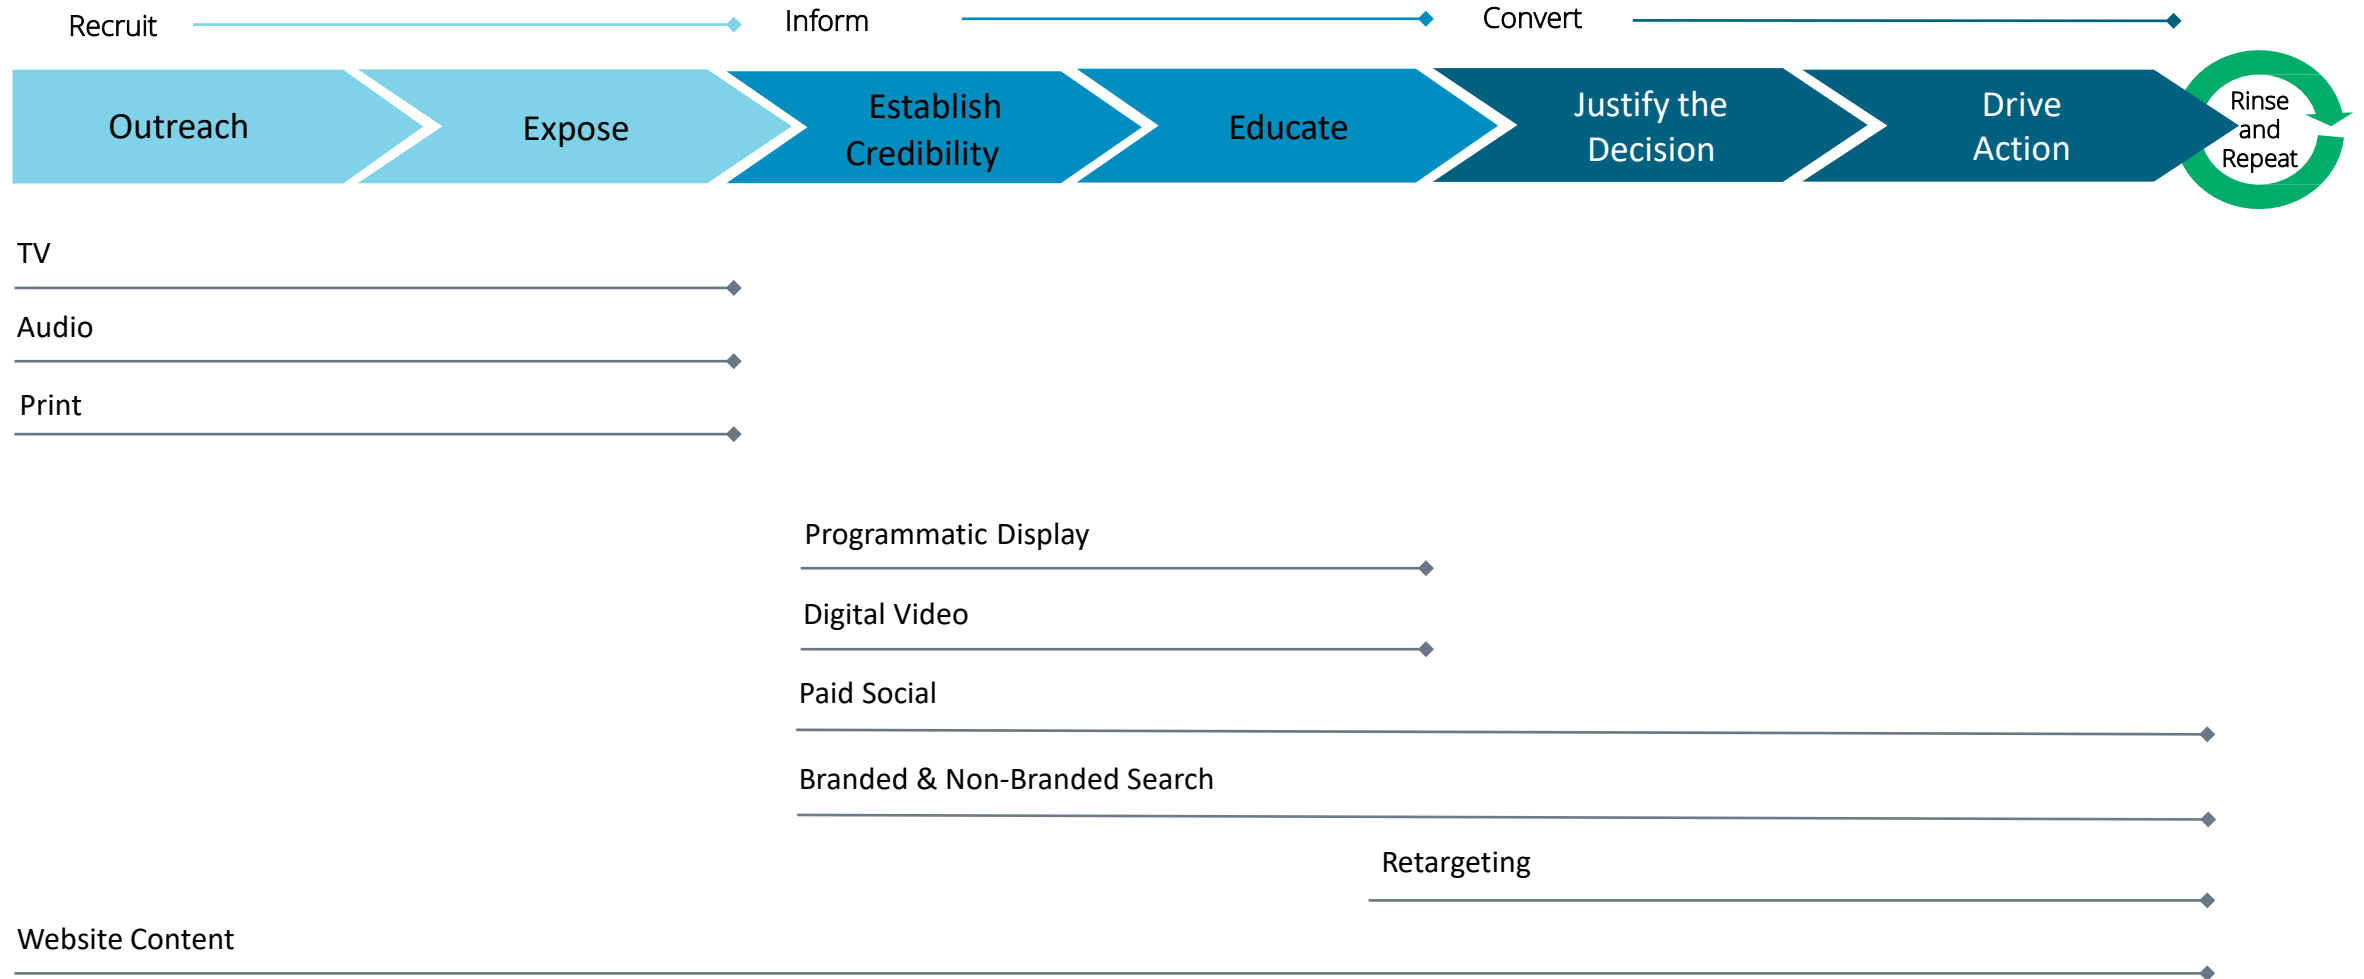 Recruit
Inform
Convert
Outreach
Expose
Establish
Credibility
Educate
Justify the
Decision
Drive
Action
Rinse
and
Repeat
TV
Audio
Print
Programmatic Display
Digital Video
Paid Social
Branded & Non-Branded Search
Retargeting
Website Content